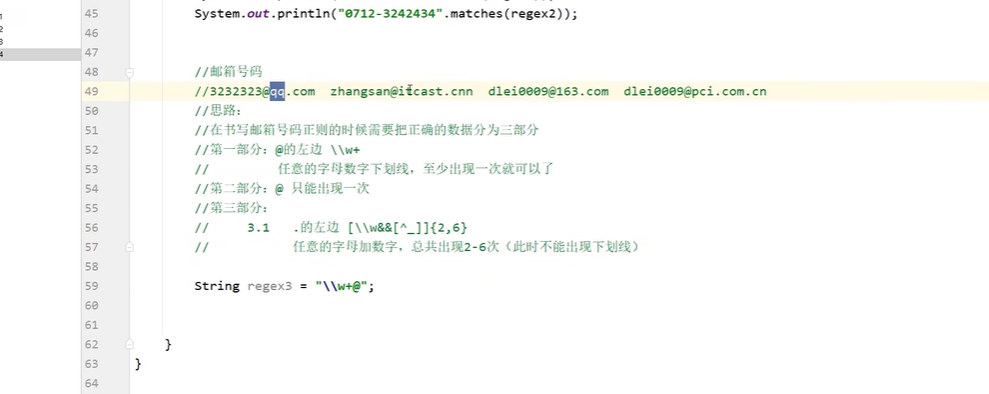 1
2
3
4
45 System.out.println("0712-3242434".matches(regex2));
46
47
48 //邮箱号码
49 //3232323@qq.com zhangsan@itcast.cnn dlei0009@163.com dlei0009@pci.com.cn
50 //思路:
51 //在书写邮箱号码正则的时候需要把正确的数据分为三部分
52 //第一部分：@的左边 \\w+
53 // 任意的字母数字下划线，至少出现一次就可以了
54 //第二部分：@ 只能出现一次
55 //第三部分：
56 // 3.1 .的左边 [\\w&&[^_]]{2,6}
57 // 任意的字母加数字，总共出现2-6次（此时不能出现下划线）
58
59 String regex3 = "\\w+@";
60
61
62 }
63 }
64